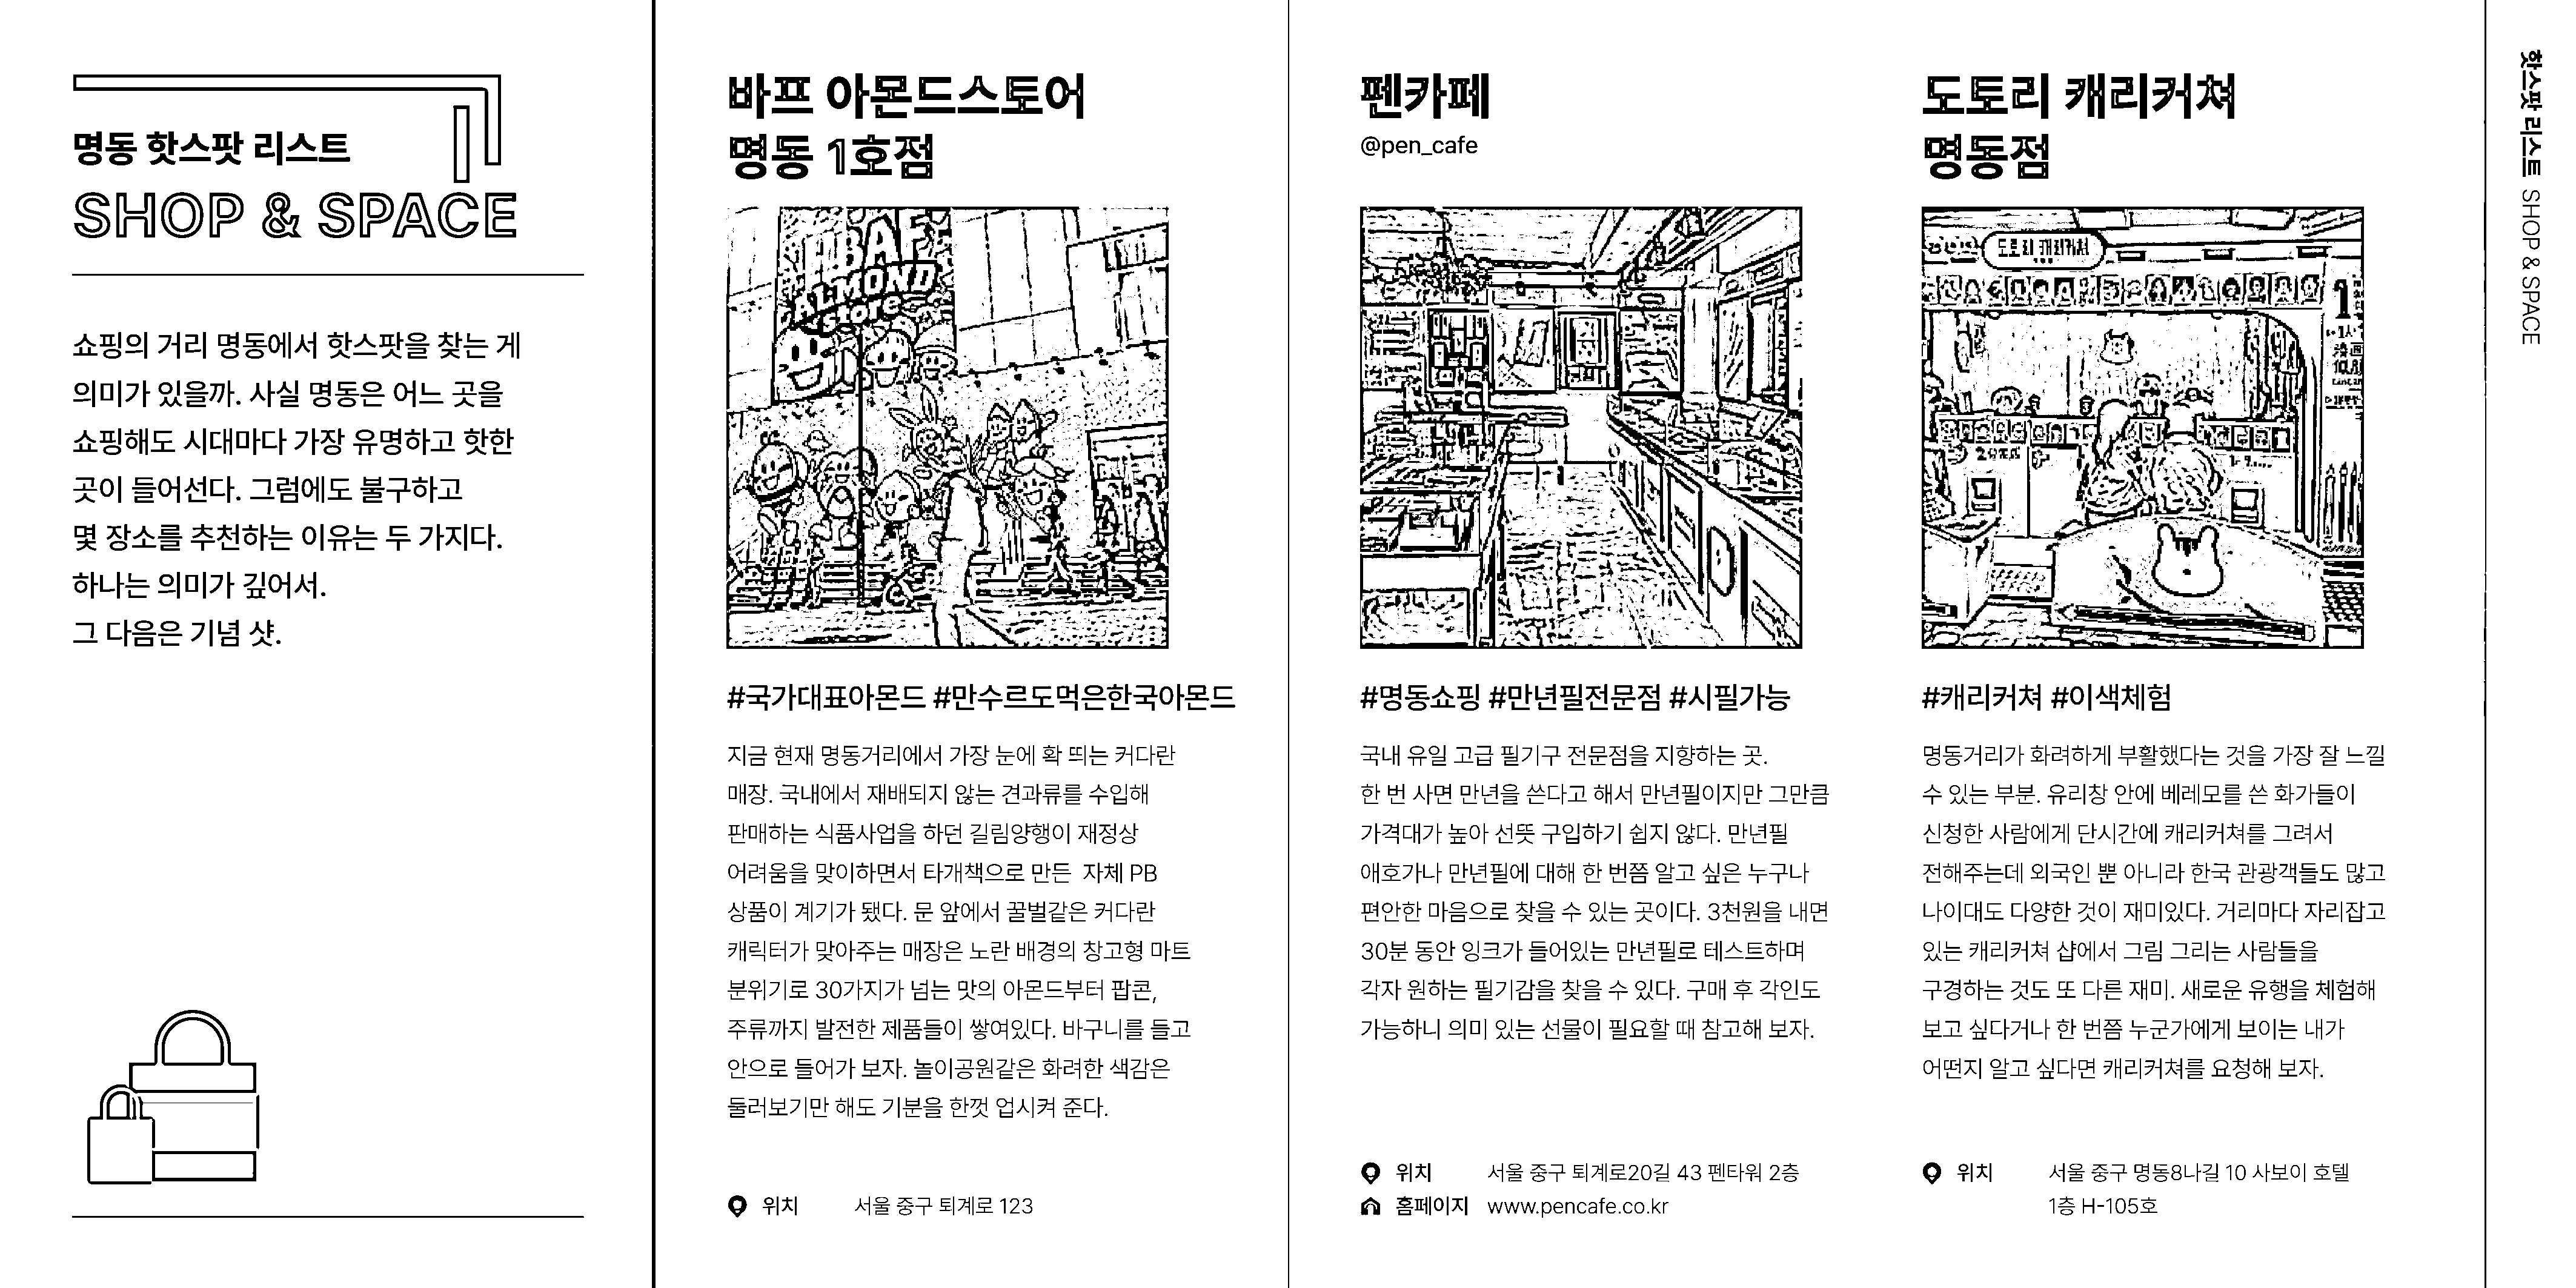 명동 핫스팟 리스트
SHOP & SPACE
쇼핑의 거리 명동에서 핫스팟을 찾는 게
의미가 있을까. 사실 명동은 어느 곳을
쇼핑해도 시대마다 가장 유명하고 핫한
곳이 들어선다. 그럼에도 불구하고
몇 장소를 추천하는 이유는 두 가지다.
하나는 의미가 깊어서.
그 다음은 기념 샷.
바프 아몬드스토어
명동 1호점
BAF
ALMOND
store
#국가대표아몬드 #만수르도먹은한국아몬드
지금 현재 명동거리에서 가장 눈에 확 띄는 커다란
매장. 국내에서 재배되지 않는 견과류를 수입해
판매하는 식품사업을 하던 길림양행이 재정상
어려움을 맞이하면서 타개책으로 만든  자체 PB
상품이 계기가 됐다. 문 앞에서 꿀벌같은 커다란
캐릭터가 맞아주는 매장은 노란 배경의 창고형 마트
분위기로 30가지가 넘는 맛의 아몬드부터 팝콘,
주류까지 발전한 제품들이 쌓여있다. 바구니를 들고
안으로 들어가 보자. 놀이공원같은 화려한 색감은
둘러보기만 해도 기분을 한껏 업시켜 준다.
위치 서울 중구 퇴계로 123
펜카페
@pen_cafe
#명동쇼핑 #만년필전문점 #시필가능
국내 유일 고급 필기구 전문점을 지향하는 곳.
한 번 사면 만년을 쓴다고 해서 만년필이지만 그만큼
가격대가 높아 선뜻 구입하기 쉽지 않다. 만년필
애호가나 만년필에 대해 한 번쯤 알고 싶은 누구나
편안한 마음으로 찾을 수 있는 곳이다. 3천원을 내면
30분 동안 잉크가 들어있는 만년필로 테스트하며
각자 원하는 필기감을 찾을 수 있다. 구매 후 각인도
가능하니 의미 있는 선물이 필요할 때 참고해 보자.
위치 서울 중구 퇴계로20길 43 펜타워 2층
홈페이지 www.pencafe.co.kr
도토리 캐리커쳐
명동점
도토리 캐리커쳐
#캐리커쳐 #이색체험
명동거리가 화려하게 부활했다는 것을 가장 잘 느낄
수 있는 부분. 유리창 안에 베레모를 쓴 화가들이
신청한 사람에게 단시간에 캐리커쳐를 그려서
전해주는데 외국인 뿐 아니라 한국 관광객들도 많고
나이대도 다양한 것이 재미있다. 거리마다 자리잡고
있는 캐리커쳐 샵에서 그림 그리는 사람들을
구경하는 것도 또 다른 재미. 새로운 유행을 체험해
보고 싶다거나 한 번쯤 누군가에게 보이는 내가
어떤지 알고 싶다면 캐리커쳐를 요청해 보자.
위치 서울 중구 명동8나길 10 사보이 호텔
1층 H-105호
핫스팟 리스트 SHOP & SPACE